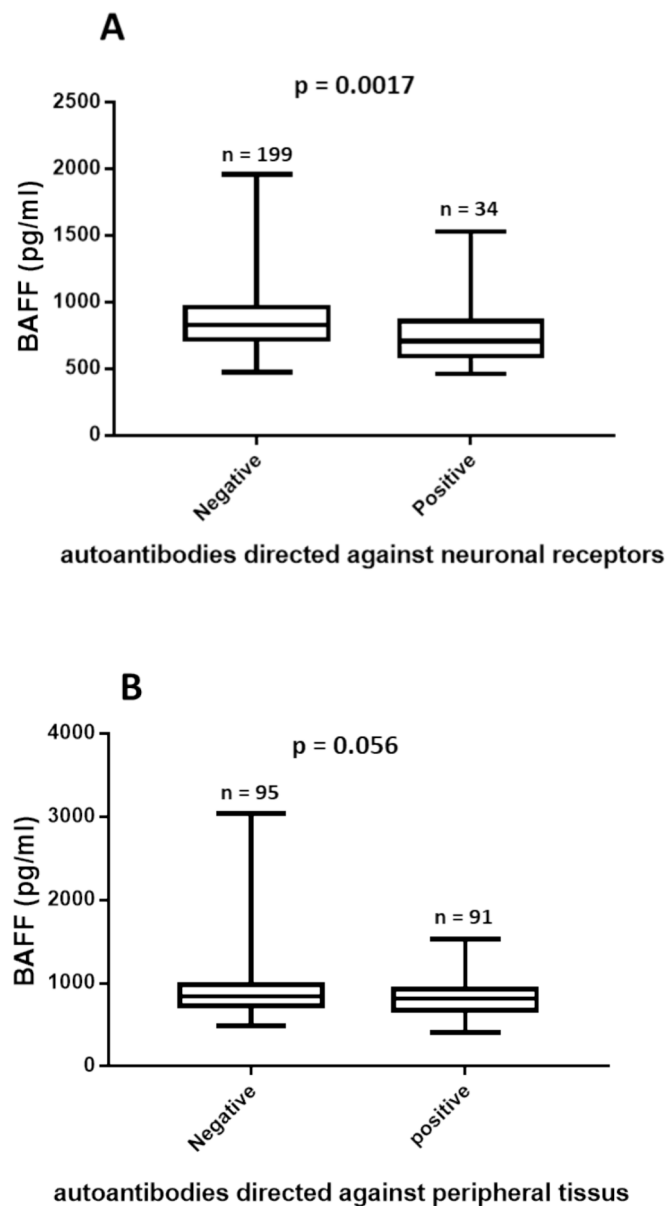 A
p = 0.0017
2500
2000
1500
1000
500
0
BAFF (pg/ml)
n = 199
n = 34
Negative
Positive
autoantibodies directed against neuronal receptors
B
p = 0.056
4000
3000
2000
1000
0
BAFF (pg/ml)
n = 95
n = 91
Negative
positive
autoantibodies directed against peripheral tissue